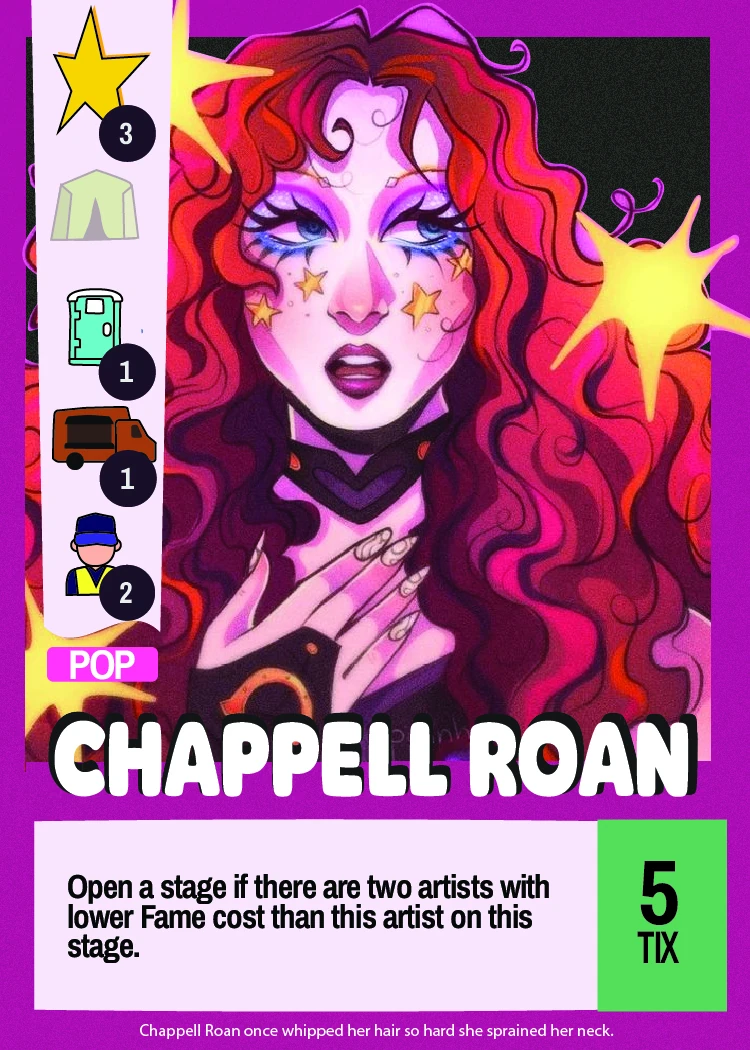 3
1
1
2
POP
CHAPPELL ROAN
Open a stage if there are two artists with
lower Fame cost than this artist on this
stage.
5
TIX
Chappell Roan once whipped her hair so hard she sprained her neck.